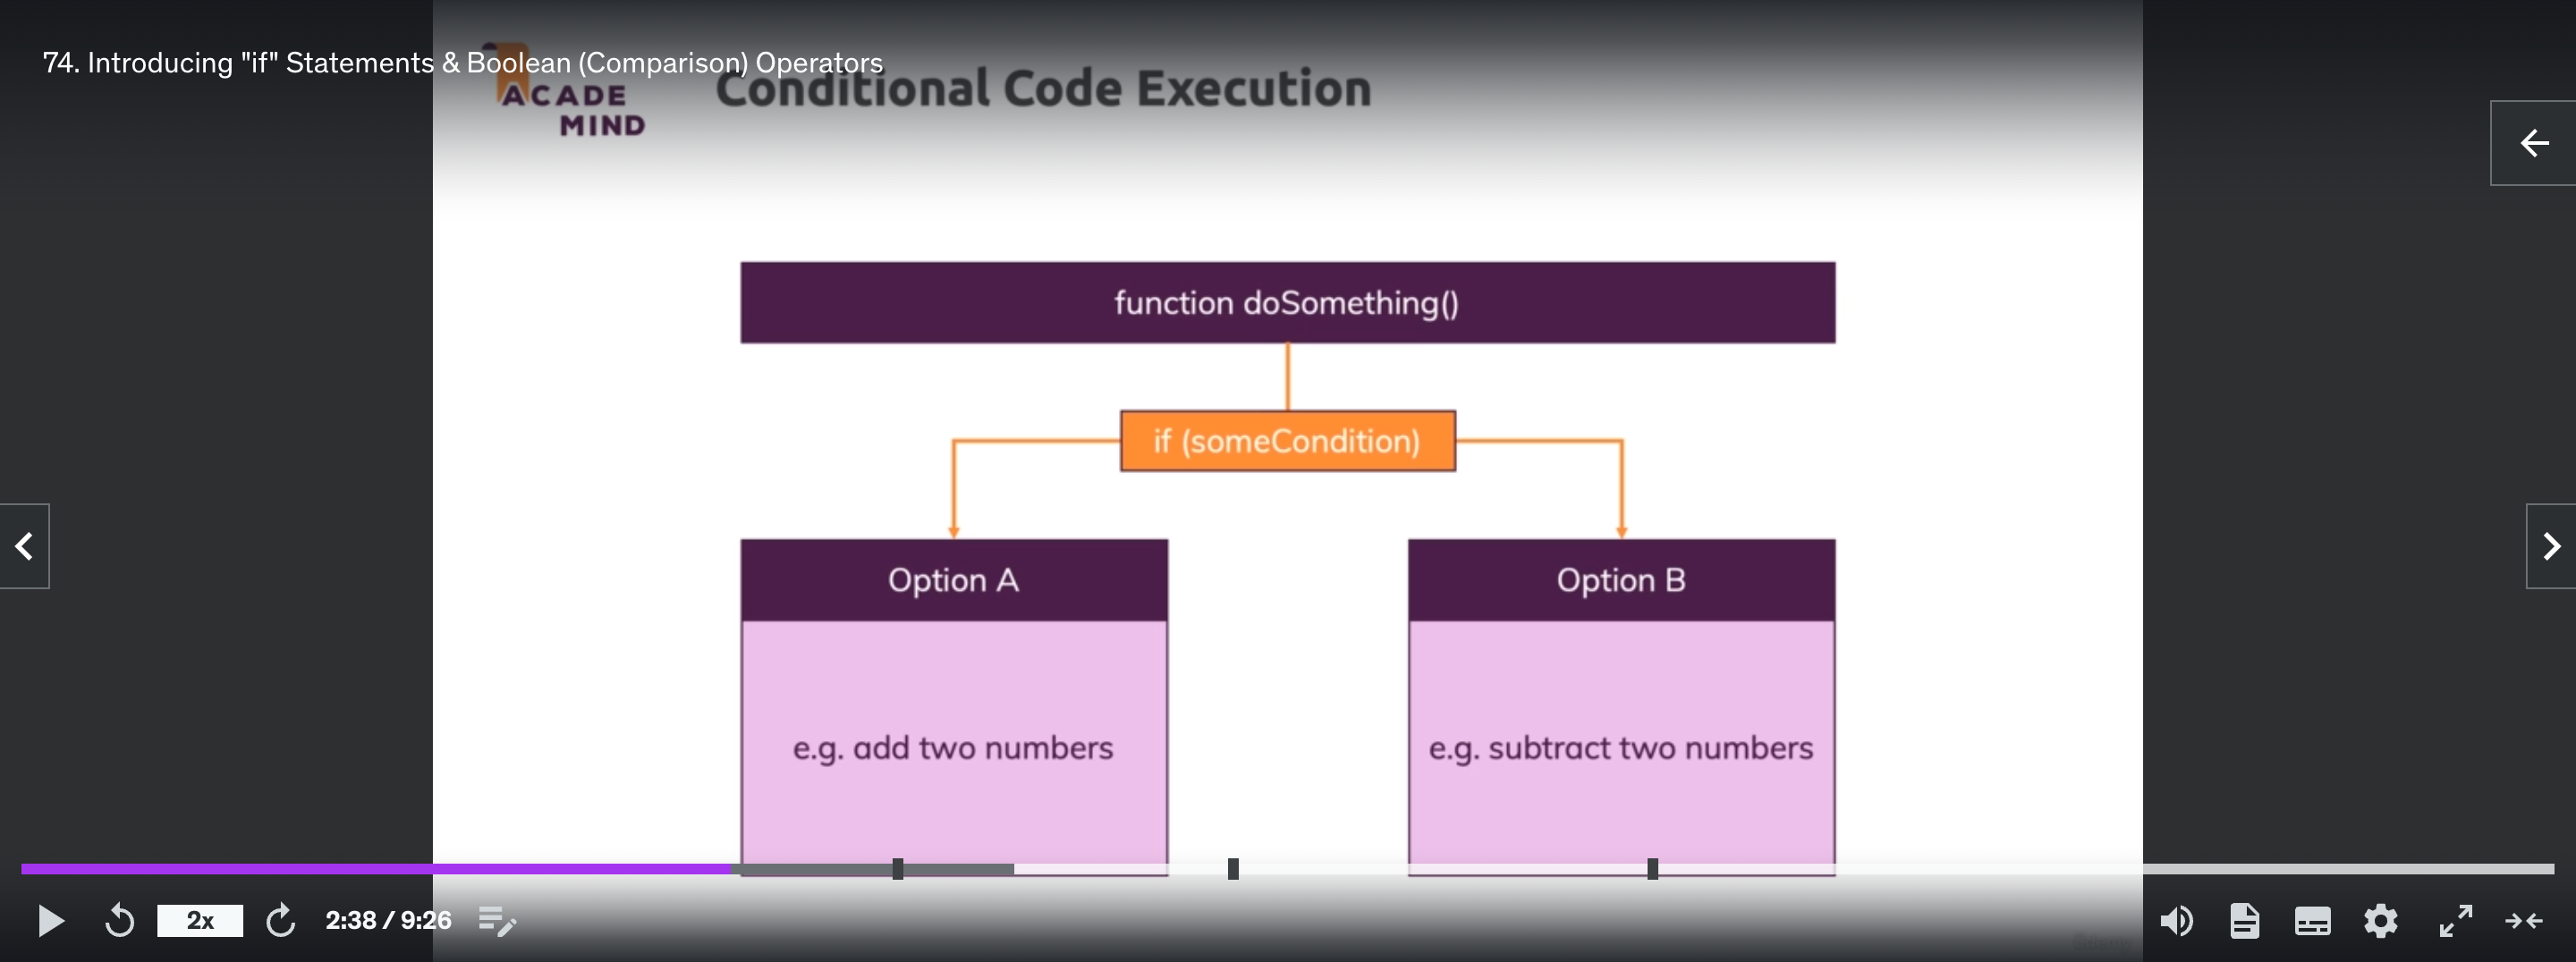 74. Introducing "if" Statements & Boolean (Comparison) Operators
ACADE
MIND
Conditional Code Execution
function doSomething()
if (someCondition)
Option A
Option B
e.g. add two numbers
e.g. subtract two numbers
2x
2:38 / 9:26